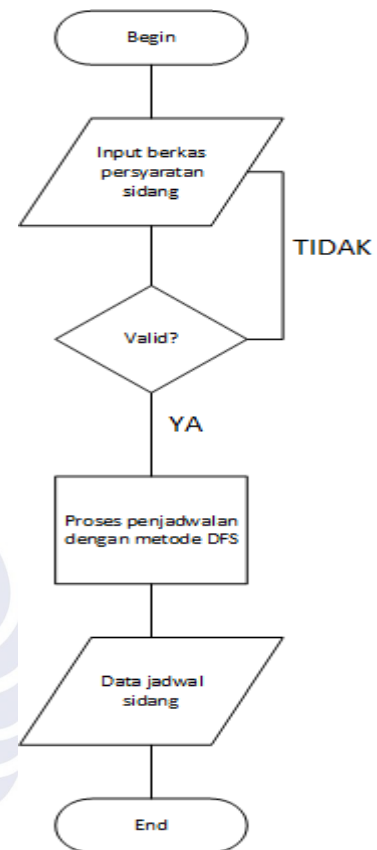 Begin
Input berkas
persyaratan
sidang
TIDAK
Valid?
YA
Proses penjadwalan
dengan metode DFS
Data jadwal
sidang
End